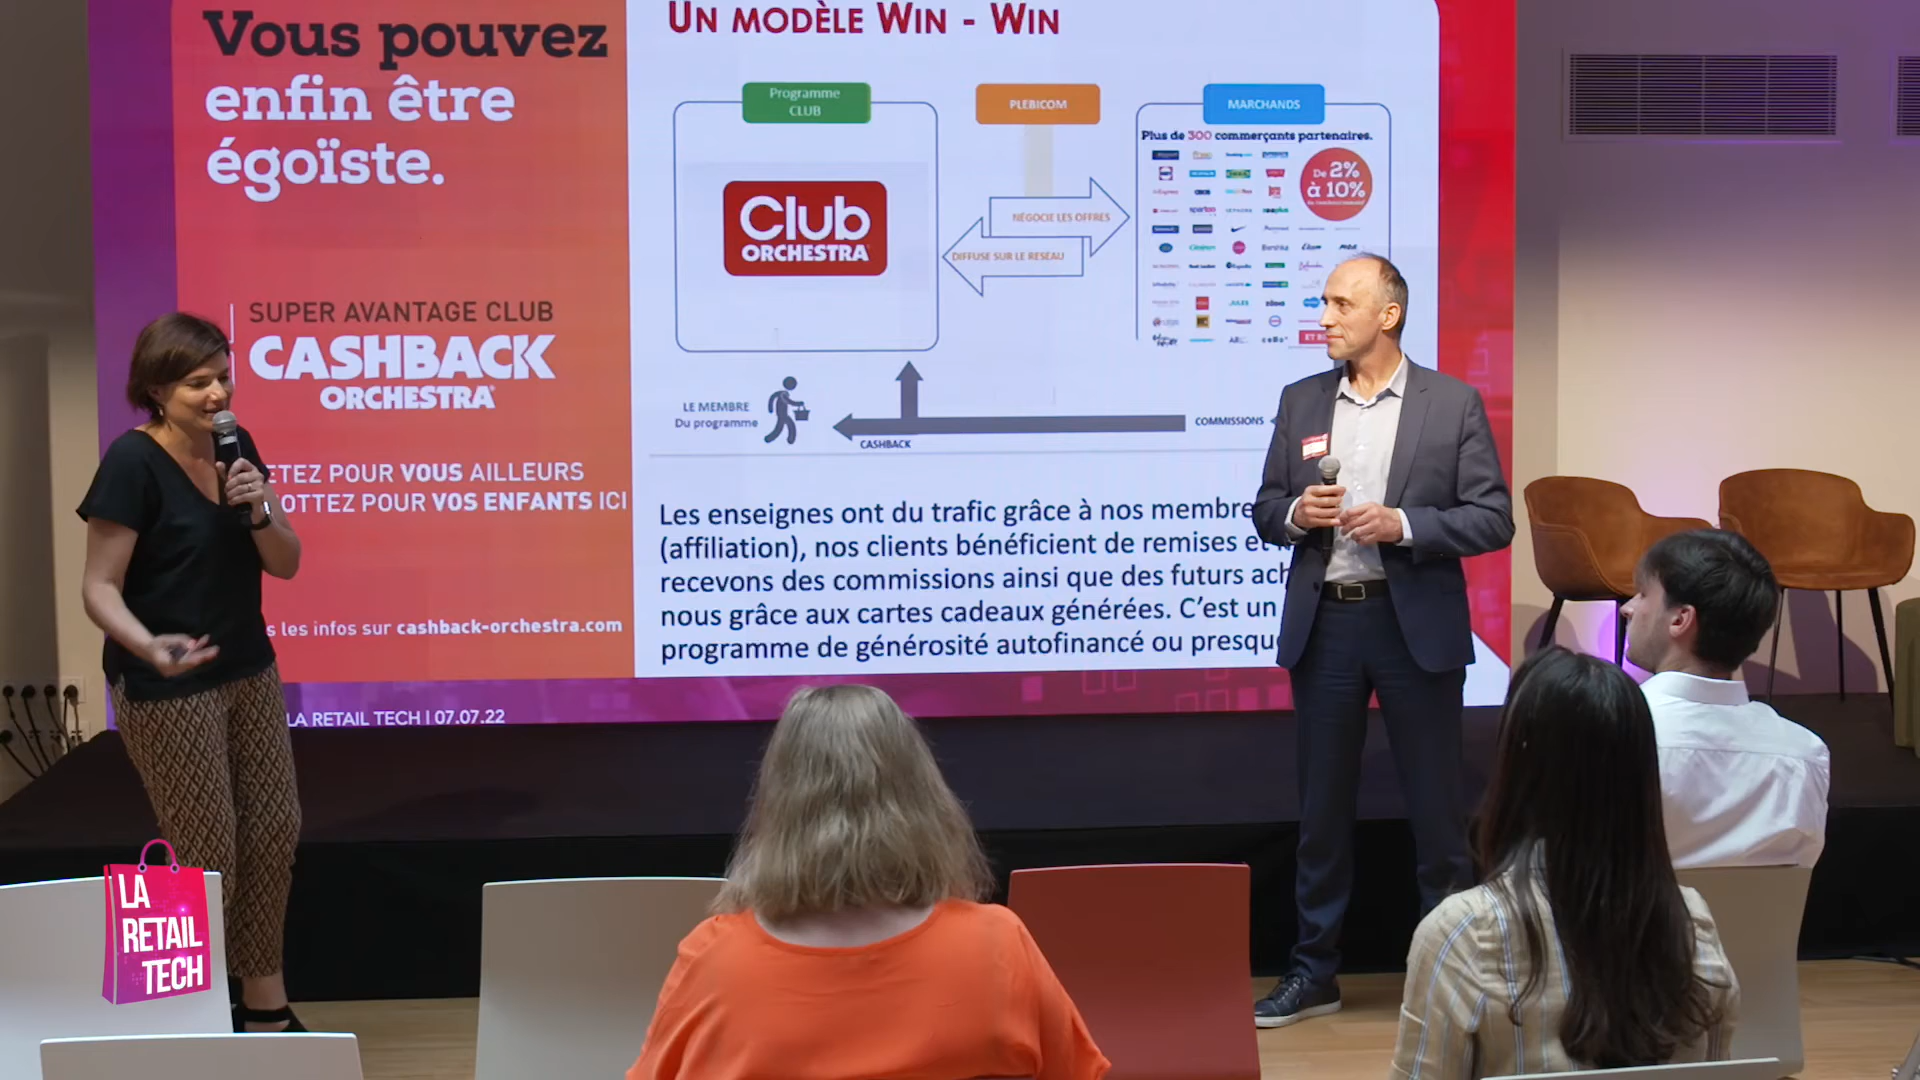 Vous pouvez
enfin être
égoïste.
SUPER AVANTAGE CLUB
CASHBACK
ORCHESTRA
ETEZ POUR VOUS AILLEURS
OTTEZ POUR VOS ENFANTS ICI
s les infos sur cashback-orchestra.com
UN MODÈLE WIN - WIN
Programme
CLUB
PLEBICOM
MARCHANDS
Club
ORCHESTRA
NÉGOCIE LES OFFRES
DIFFUSE SUR LE RESEAU
Plus de 300 commerçants partenaires.
De 2%
à 10%
LE MEMBRE
Du programme
CASHBACK
COMMISSIONS
Les enseignes ont du trafic grâce à nos membre
(affiliation), nos clients bénéficient de remises et
recevons des commissions ainsi que des futurs ach
nous grâce aux cartes cadeaux générées. C'est un
programme de générosité autofinancé ou presqu
LA RETAIL TECH | 07.07.22
LA
RETAIL
TECH